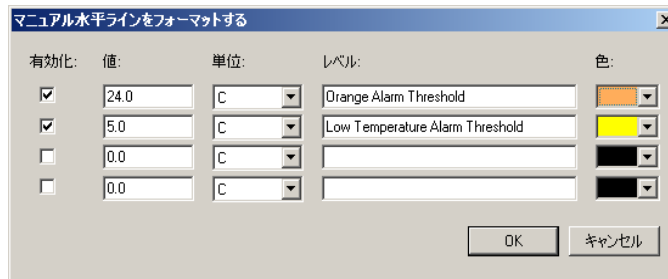 マニュアル水平ラインをフォーマットする
有効化: 値: 単位: レベル: 色:
24.0 C Orange Alarm Threshold
5.0 C Low Temperature Alarm Threshold
0.0 C
0.0 C
OK キャンセル